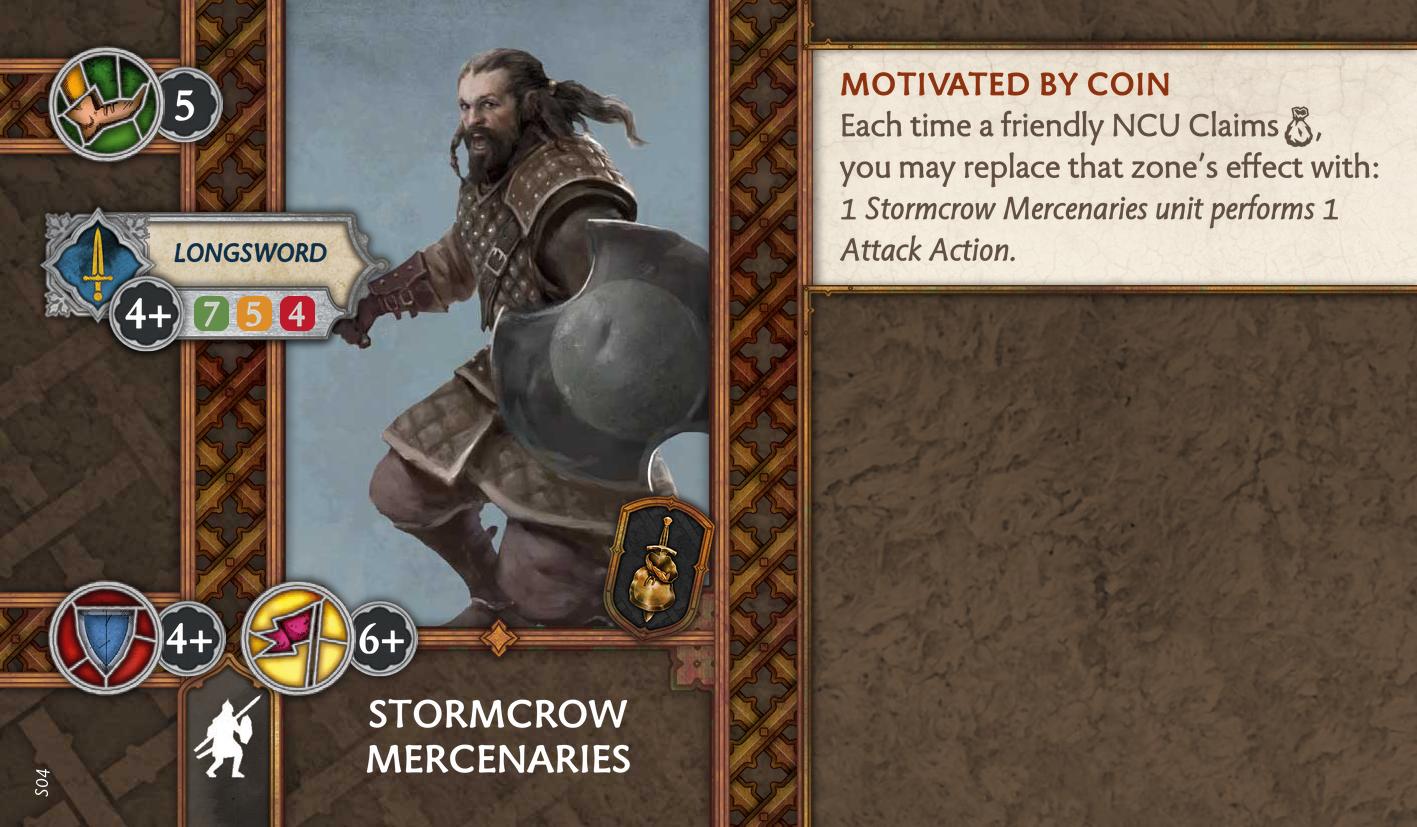 5
LONGSWORD
4+ 7 5 4
4+ 6+
STORMCROW
MERCENARIES
S04
MOTIVATED BY COIN
Each time a friendly NCU Claims ,
you may replace that zone's effect with:
1 Stormcrow Mercenaries unit performs 1
Attack Action.